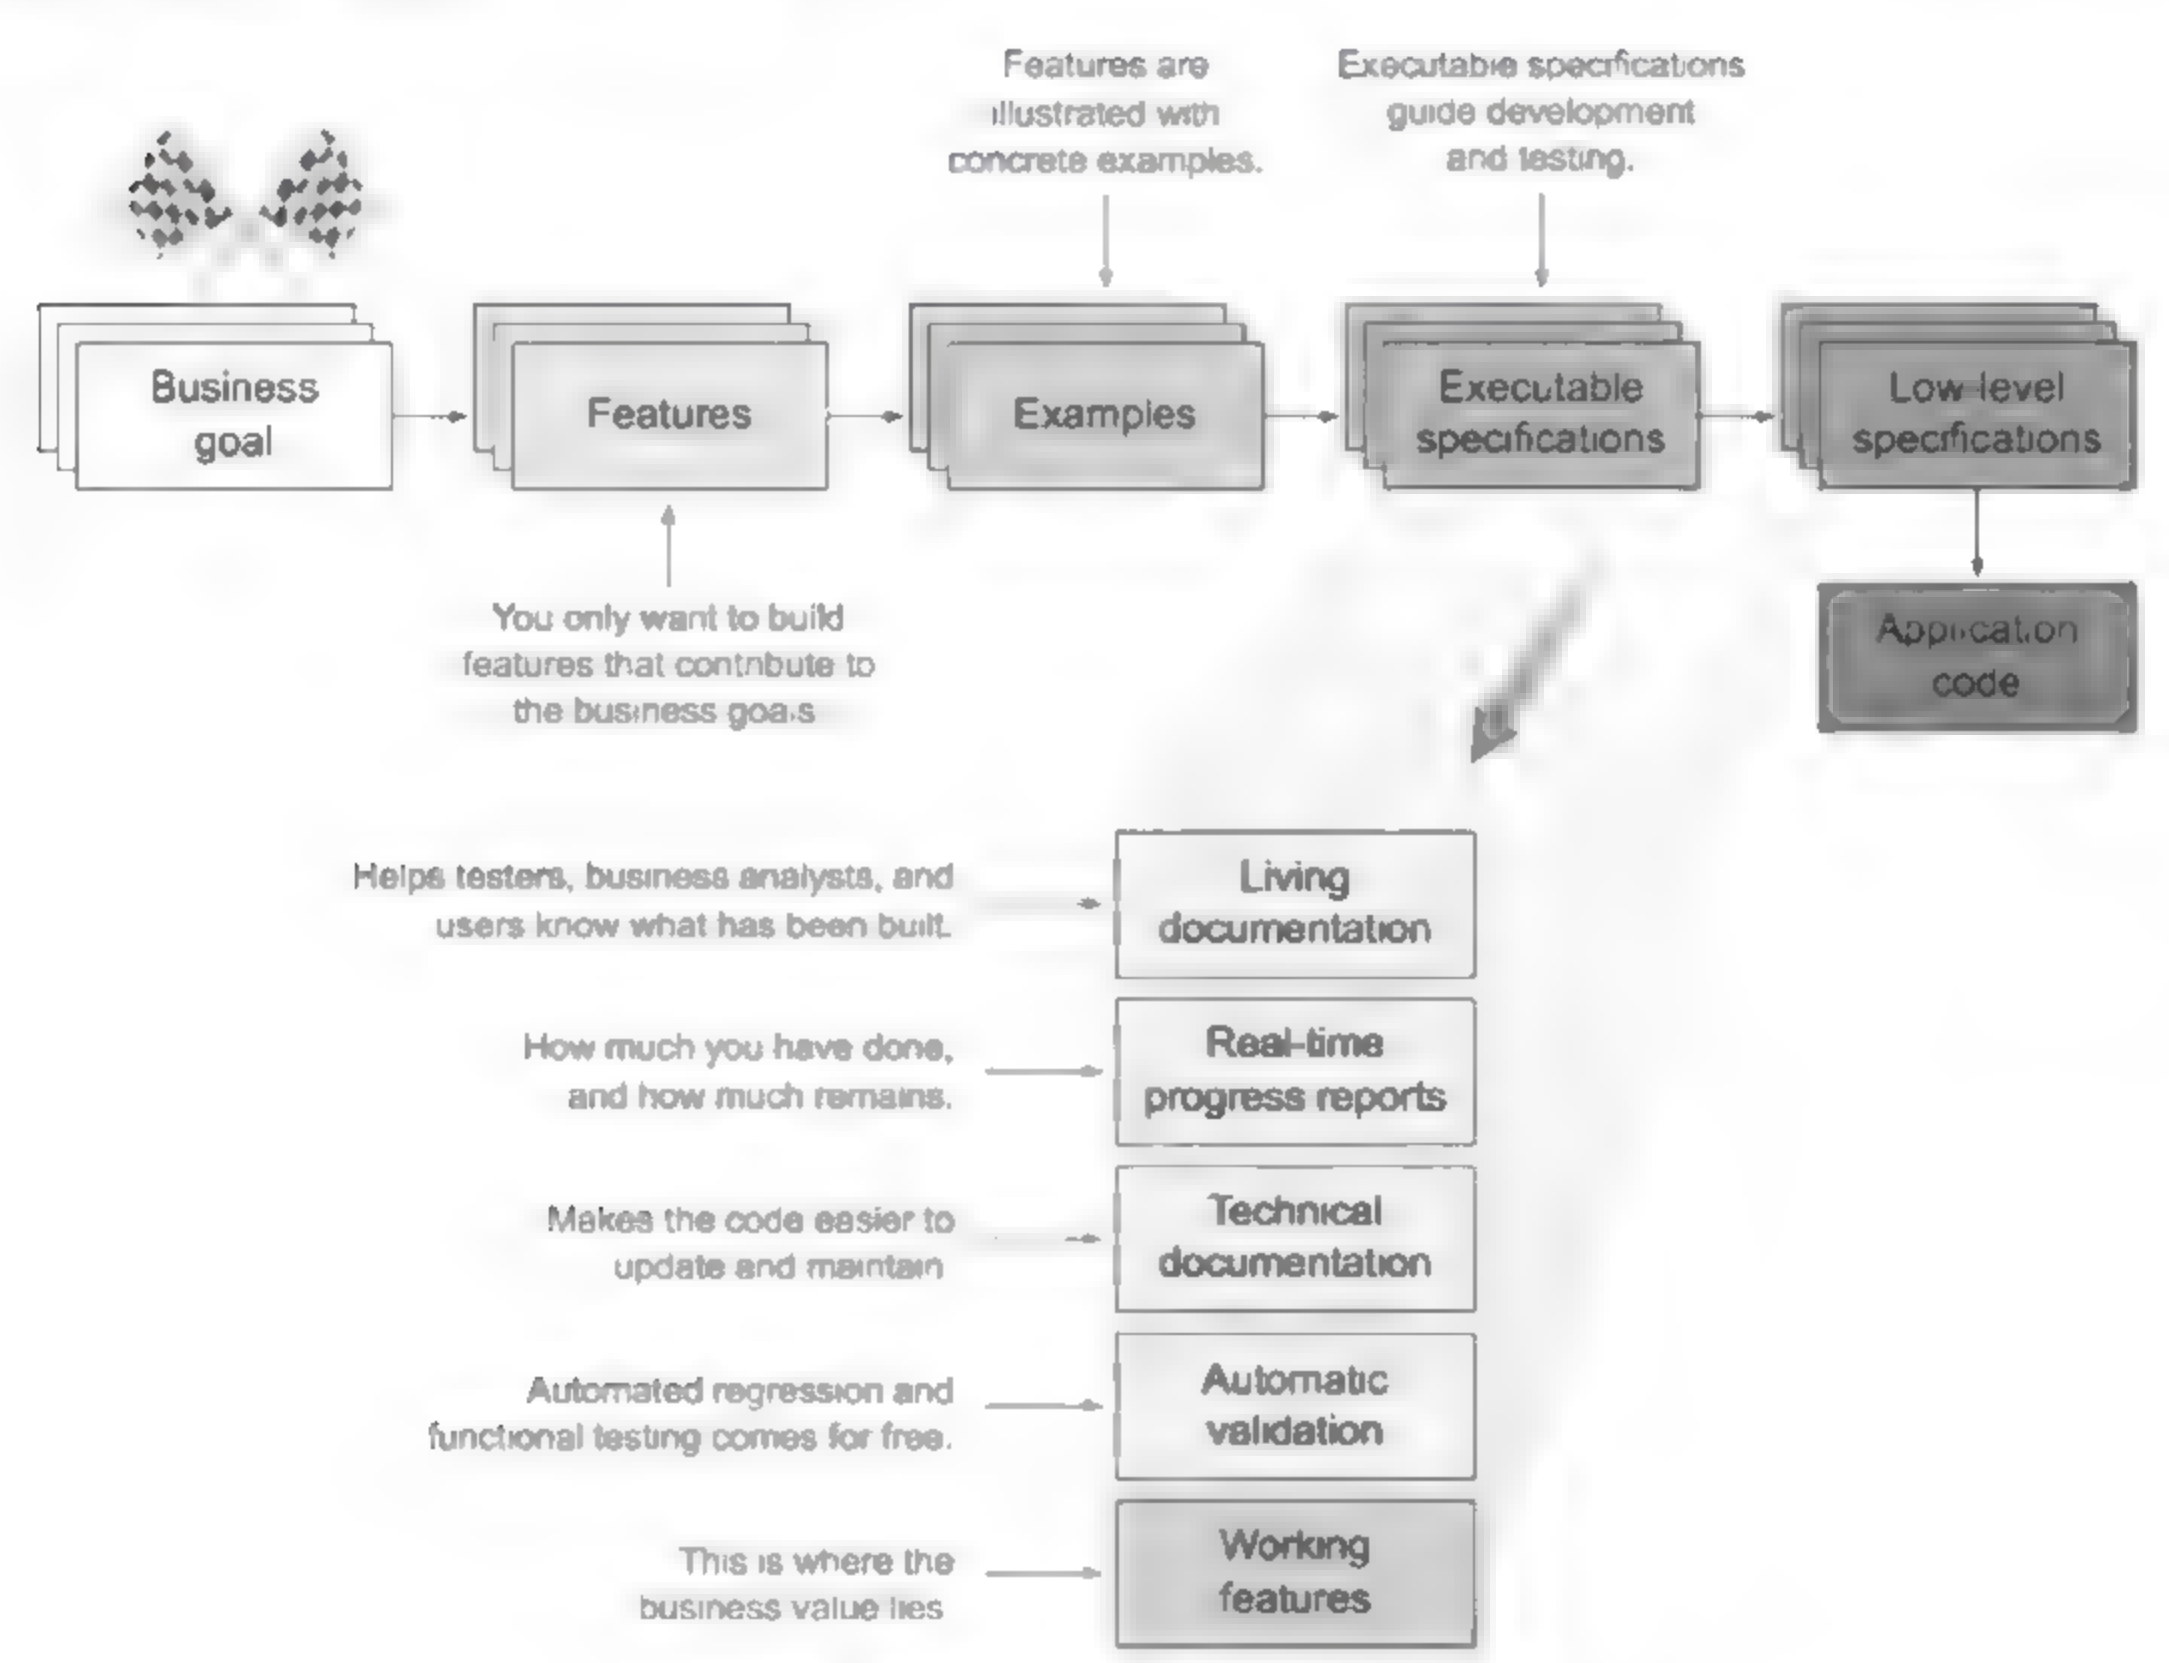 Features are
illustrated with
concrete examples.
Executable specifications
guide development
and testing.
Business
goal
Features
Examples
Executable
specifications
Low-level
specifications
You only want to build
features that contribute to
the business goals
Application
code
Helps testers, business analysts, and
users know what has been built.
Living
documentation
How much you have done,
and how much remains.
Real-time
progress reports
Makes the code easier to
update and maintain
Technical
documentation
Automated regression and
functional testing comes for free.
Automatic
validation
This is where the
business value lies
Working
features